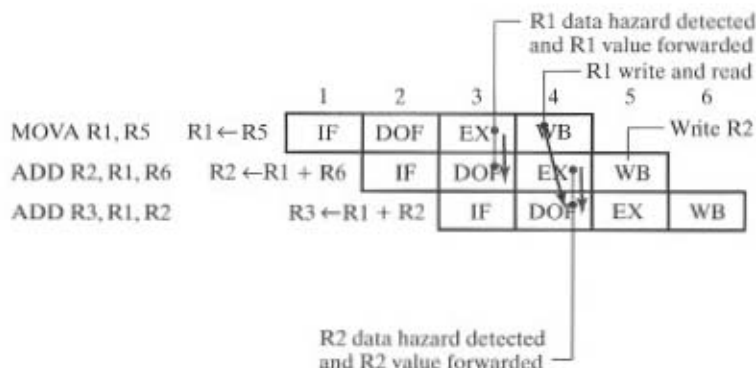 R1 data hazard detected
and R1 value forwarded
R1 write and read
1 2 3 4 5 6
MOVA R1, R5 R1←R5 IF DOF EX WB Write R2
ADD R2, R1, R6 R2←R1 + R6 IF DOF EX WB
ADD R3, R1, R2 R3←R1 + R2 IF DOF EX WB
R2 data hazard detected
and R2 value forwarded